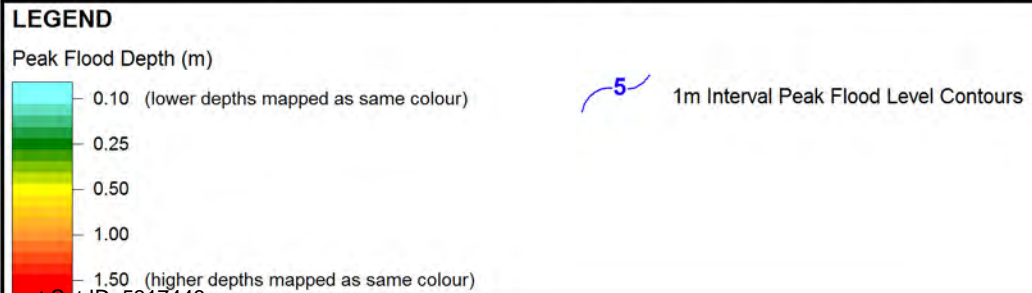 LEGEND
Peak Flood Depth (m)
0.10 (lower depths mapped as same colour)
0.25
0.50
1.00
1.50 (higher depths mapped as same colour)
5
1m Interval Peak Flood Level Contours